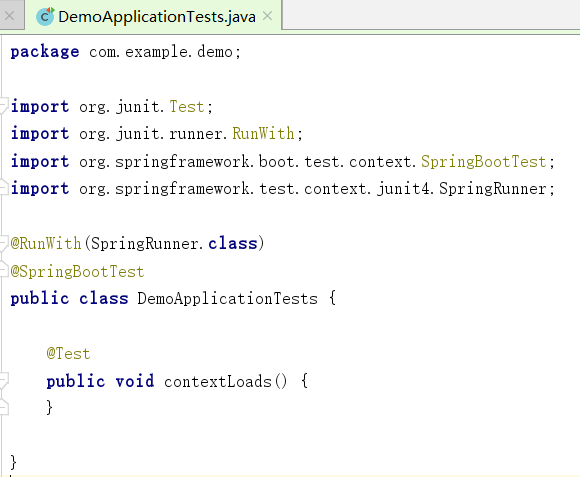 DemoApplicationTests.java
package com.example.demo;
import org.junit.Test;
import org.junit.runner.RunWith;
import org.springframework.boot.test.context.SpringBootTest;
import org.springframework.test.context.junit4.SpringRunner;
@RunWith(SpringRunner.class)
@SpringBootTest
public class DemoApplicationTests {
@Test
public void contextLoads() {
}
}